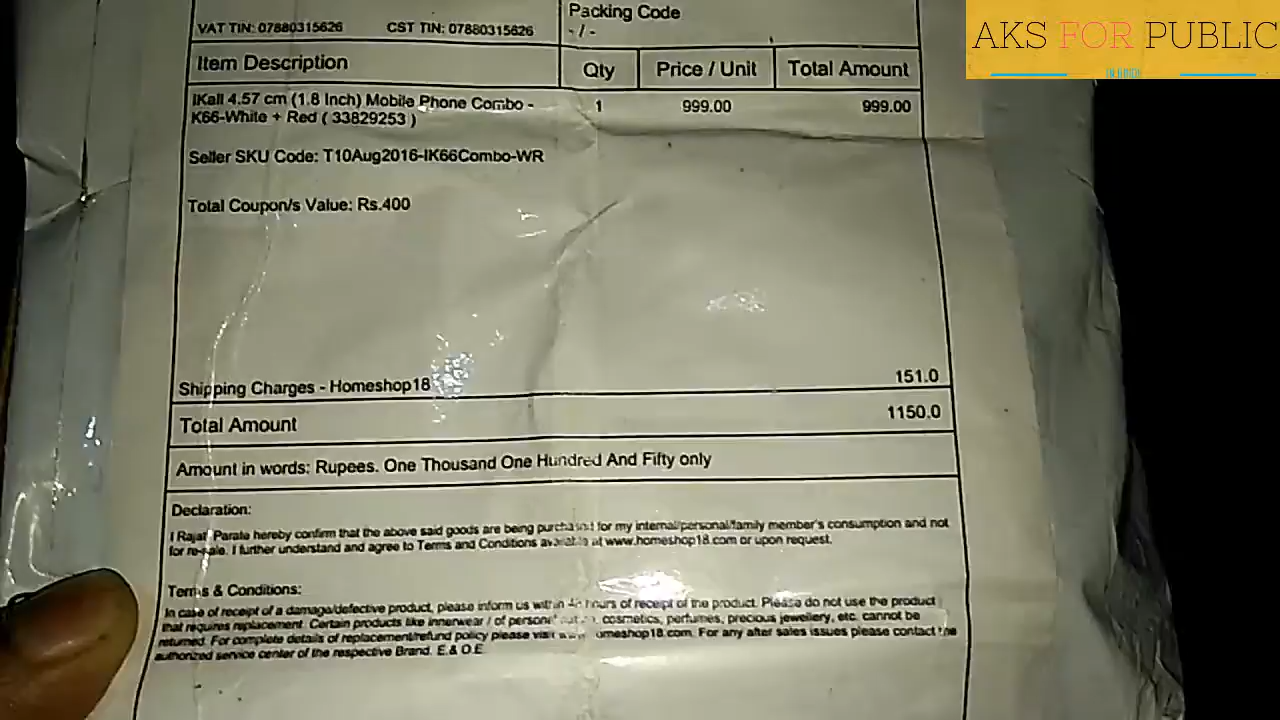 AKS FOR PUBLIC
IN HINDI
VAT TIN: 07880315626 CST TIN: 07880315626
Packing Code
- / -
Item Description Qty Price / Unit Total Amount
IKall 4.57 cm (1.8 Inch) Mobile Phone Combo - 1 999.00 999.00
K66-White + Red ( 33829253 )
Seller SKU Code: T10Aug2016-IK66Combo-WR
Total Coupon/s Value: Rs.400
Shipping Charges - Homeshop18 151.0
Total Amount 1150.0
Amount in words: Rupees. One Thousand One Hundred And Fifty only
Declaration:
I Rajat Parate hereby confirm that the above said goods are being purchased for my internal/personal/family member's consumption and not
for re-sale. I further understand and agree to Terms and Conditions available at www.homeshop18.com or upon request.
Terms & Conditions:
In case of receipt of a damage/defective product, please inform us within hours of receipt of the product. Please do not use the product
that requires replacement. Certain products like innerwear / of personal cosmetics, perfumes, precious jewellery, etc. cannot be
returned. For complete details of replacement/refund policy please visit omeshop18.com. For any after sales issues please contact the
authorized service center of the respective Brand. E.& O.E.